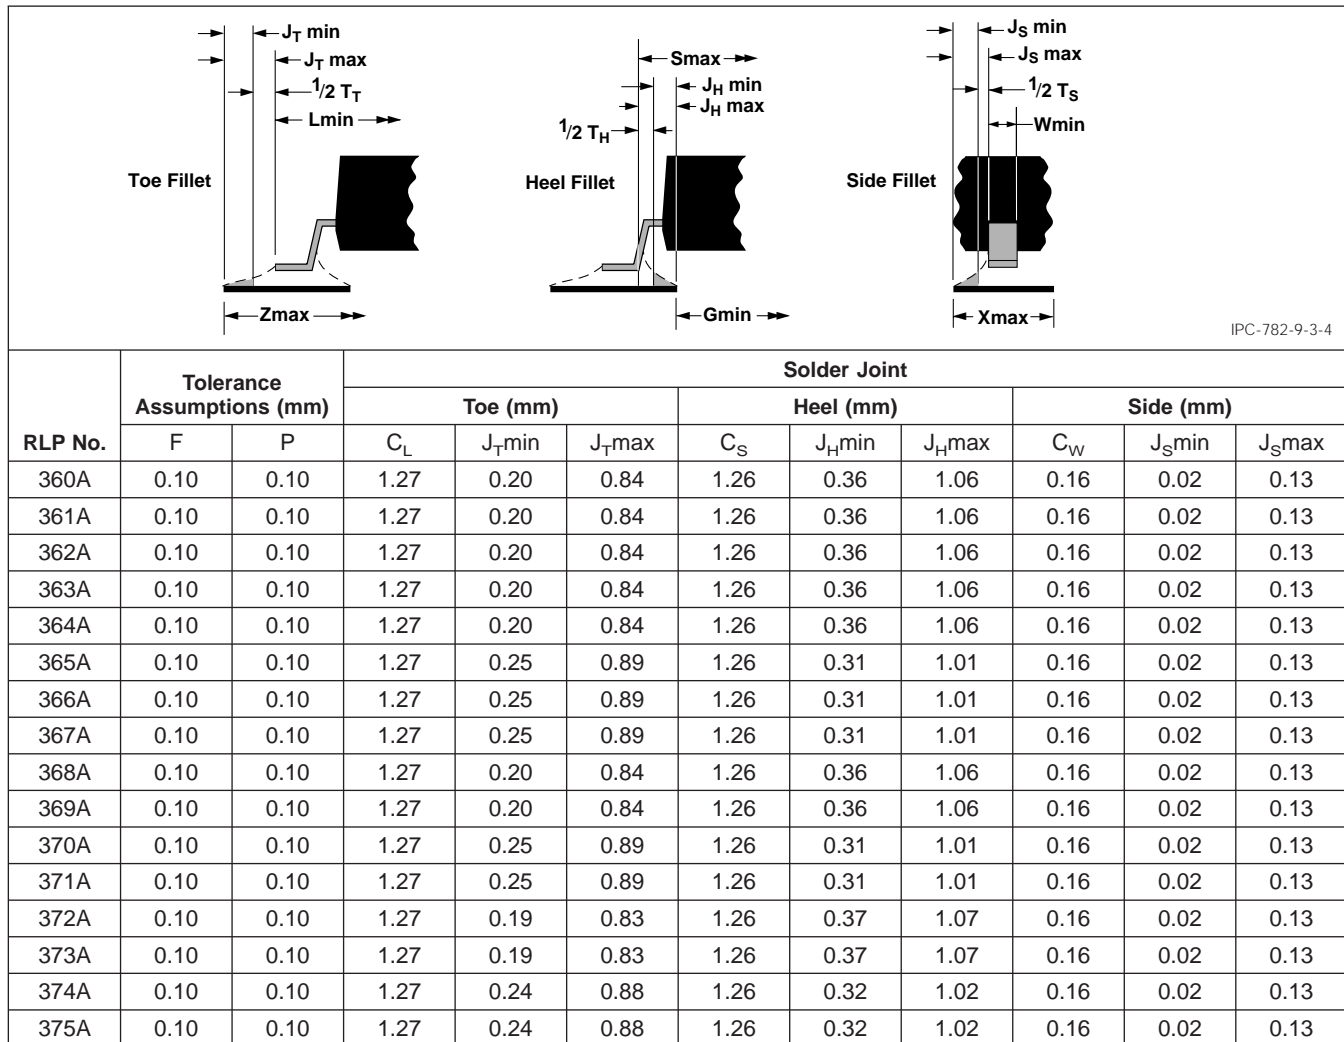 J_T min
J_T max
1/2 T_T
Lmin
Toe Fillet
Zmax
Smax
J_H min
J_H max
1/2 T_H
Heel Fillet
Gmin
J_S min
J_S max
1/2 T_S
Wmin
Side Fillet
Xmax
IPC-782-9-3-4
RLP No. Tolerance Assumptions (mm) Solder Joint
Toe (mm) Heel (mm) Side (mm)
F P C_L J_Tmin J_Tmax C_S J_Hmin J_Hmax C_W J_Smin J_Smax
360A 0.10 0.10 1.27 0.20 0.84 1.26 0.36 1.06 0.16 0.02 0.13
361A 0.10 0.10 1.27 0.20 0.84 1.26 0.36 1.06 0.16 0.02 0.13
362A 0.10 0.10 1.27 0.20 0.84 1.26 0.36 1.06 0.16 0.02 0.13
363A 0.10 0.10 1.27 0.20 0.84 1.26 0.36 1.06 0.16 0.02 0.13
364A 0.10 0.10 1.27 0.20 0.84 1.26 0.36 1.06 0.16 0.02 0.13
365A 0.10 0.10 1.27 0.25 0.89 1.26 0.31 1.01 0.16 0.02 0.13
366A 0.10 0.10 1.27 0.25 0.89 1.26 0.31 1.01 0.16 0.02 0.13
367A 0.10 0.10 1.27 0.25 0.89 1.26 0.31 1.01 0.16 0.02 0.13
368A 0.10 0.10 1.27 0.20 0.84 1.26 0.36 1.06 0.16 0.02 0.13
369A 0.10 0.10 1.27 0.20 0.84 1.26 0.36 1.06 0.16 0.02 0.13
370A 0.10 0.10 1.27 0.25 0.89 1.26 0.31 1.01 0.16 0.02 0.13
371A 0.10 0.10 1.27 0.25 0.89 1.26 0.31 1.01 0.16 0.02 0.13
372A 0.10 0.10 1.27 0.19 0.83 1.26 0.37 1.07 0.16 0.02 0.13
373A 0.10 0.10 1.27 0.19 0.83 1.26 0.37 1.07 0.16 0.02 0.13
374A 0.10 0.10 1.27 0.24 0.88 1.26 0.32 1.02 0.16 0.02 0.13
375A 0.10 0.10 1.27 0.24 0.88 1.26 0.32 1.02 0.16 0.02 0.13